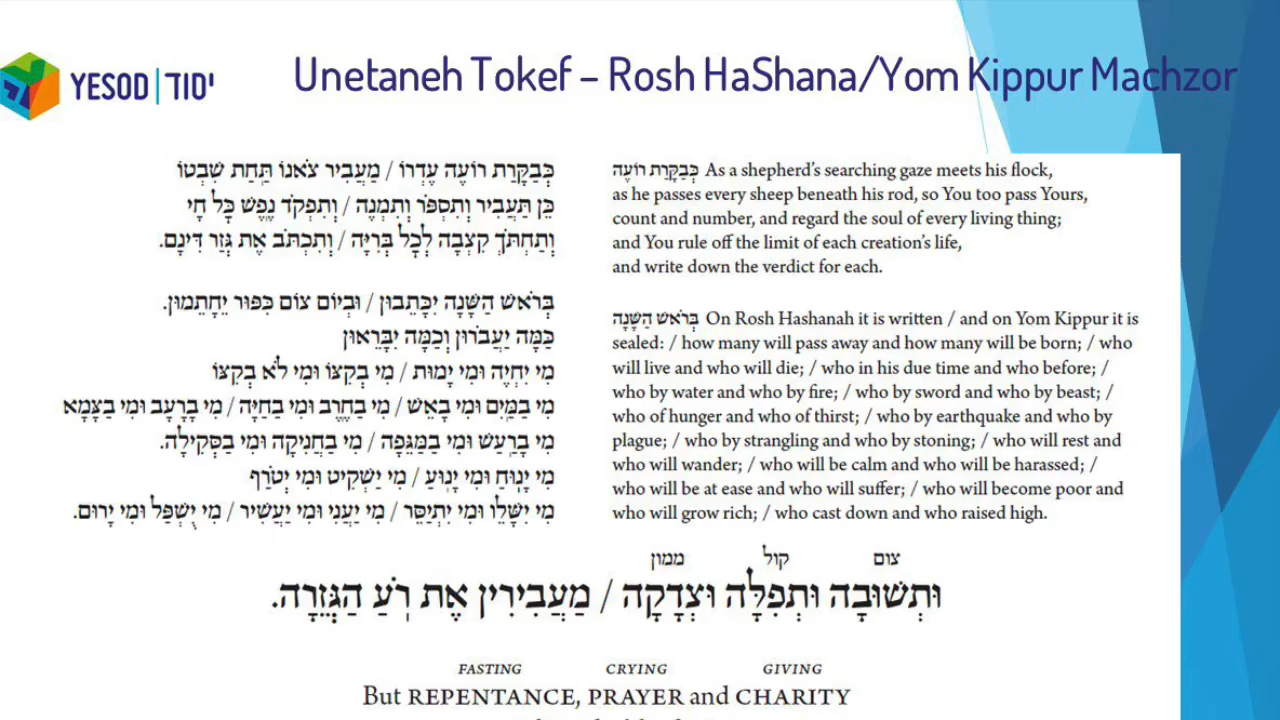 YESOD | יסוד
Unetaneh Tokef – Rosh HaShana/Yom Kippur Machzor
כְּבַקָּרַת רוֹעֶה עֶדְרוֹ / מַעֲבִיר צֹאנוֹ תַּחַת שִׁבְטוֹ
כֵּן תַּעֲבִיר וְתִסְפֹּר וְתִמְנֶה / וְתִפְקֹד נֶפֶשׁ כָּל חָי
וְתַחְתֹּךְ קִצְבָה לְכָל בְּרִיָּה / וְתִכְתֹּב אֶת גְּזַר דִּינָם.
בְּרֹאשׁ הַשָּׁנָה יִכָּתֵבוּן / וּבְיוֹם צוֹם כִּפּוּר יֵחָתֵמוּן.
כַּמָּה יַעֲבֹרוּן וְכַמָּה יִבָּרֵאוּן
מִי יִחְיֶה וּמִי יָמוּת / מִי בְקִצּוֹ וּמִי לֹא בְקִצּוֹ
מִי בַמַּיִם וּמִי בָאֵשׁ / מִי בַחֶרֶב וּמִי בַחַיָּה / מִי בָרָעָב וּמִי בַצָּמָא
מִי בָרַעַשׁ וּמִי בַמַּגֵּפָה / מִי בַחֲנִיקָה וּמִי בַסְּקִילָה.
מִי יָנוּחַ וּמִי יָנוּעַ / מִי יַשְׁקִיט וּמִי יְטֹרַף
מִי יִשָּׁלֵו וּמִי יִתְיַסֵּר / מִי יַעֲנִי וּמִי יַעֲשִׁיר / מִי יֻשְׁפַּל וּמִי יָרוּם.
כְּבַקָּרַת רוֹעֶה As a shepherd's searching gaze meets his flock,
as he passes every sheep beneath his rod, so You too pass Yours,
count and number, and regard the soul of every living thing;
and You rule off the limit of each creation's life,
and write down the verdict for each.
בְּרֹאשׁ הַשָּׁנָה On Rosh Hashanah it is written / and on Yom Kippur it is
sealed: / how many will pass away and how many will be born; / who
will live and who will die; / who in his due time and who before; /
who by water and who by fire; / who by sword and who by beast; /
who of hunger and who of thirst; / who by earthquake and who by
plague; / who by strangling and who by stoning; / who will rest and
who will wander; / who will be calm and who will be harassed; /
who will be at ease and who will suffer; / who will become poor and
who will grow rich; / who cast down and who raised high.
צום קול ממון
וּתְשׁוּבָה וּתְפִלָּה וּצְדָקָה / מַעֲבִירִין אֶת רֹעַ הַגְּזֵרָה.
FASTING CRYING GIVING
But REPENTANCE, PRAYER and CHARITY